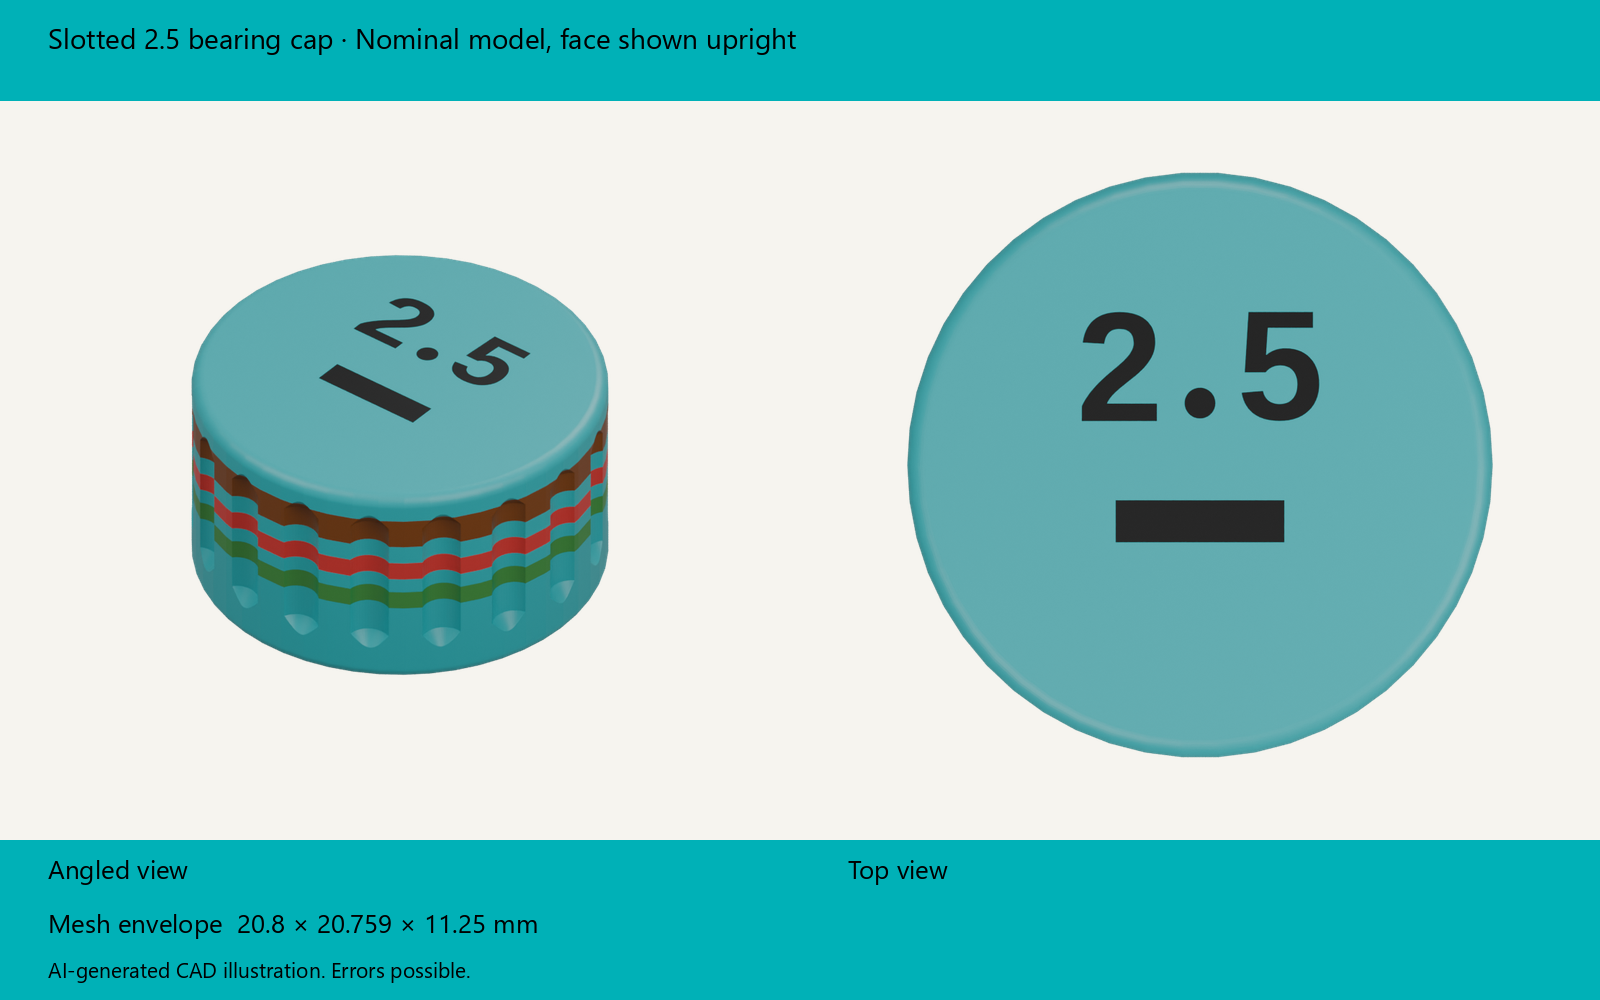 Slotted 2.5 bearing cap · Nominal model, face shown upright
2.5
2.5
Angled view
Top view
Mesh envelope 20.8 × 20.759 × 11.25 mm
AI-generated CAD illustration. Errors possible.